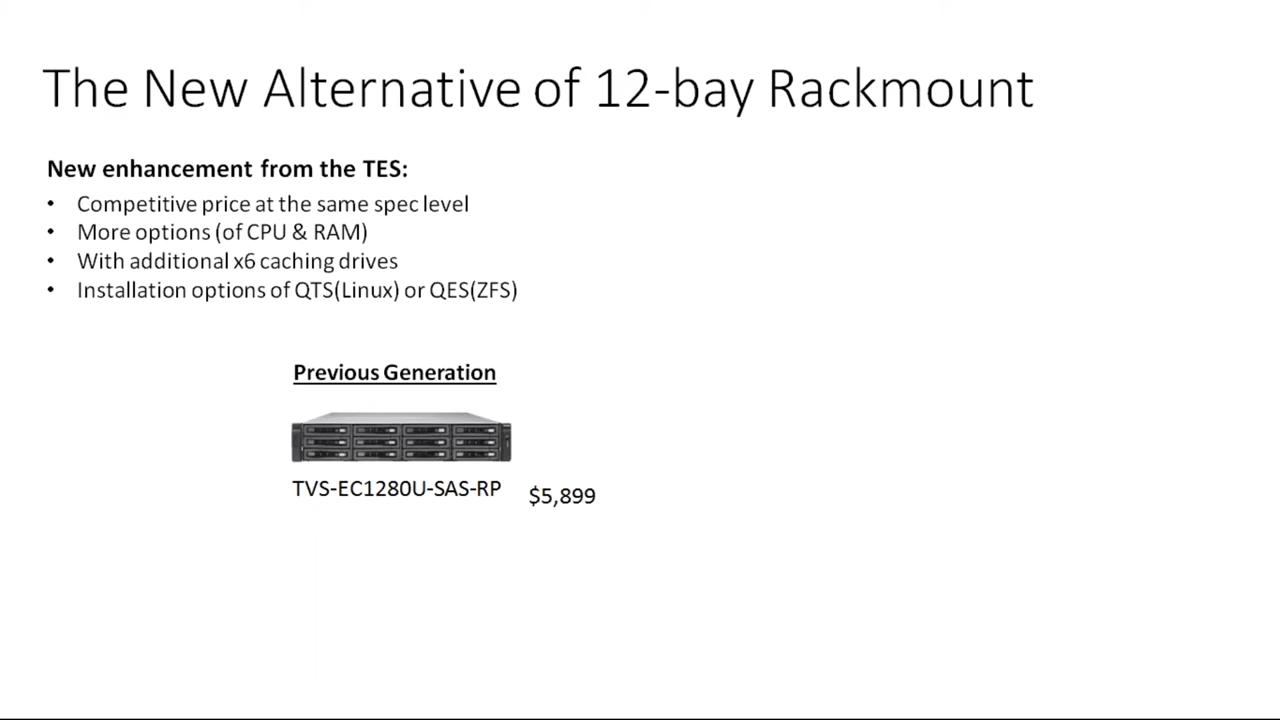 The New Alternative of 12-bay Rackmount
New enhancement from the TES:
• Competitive price at the same spec level
• More options (of CPU & RAM)
• With additional x6 caching drives
• Installation options of QTS(Linux) or QES(ZFS)
Previous Generation
TVS-EC1280U-SAS-RP
$5,899